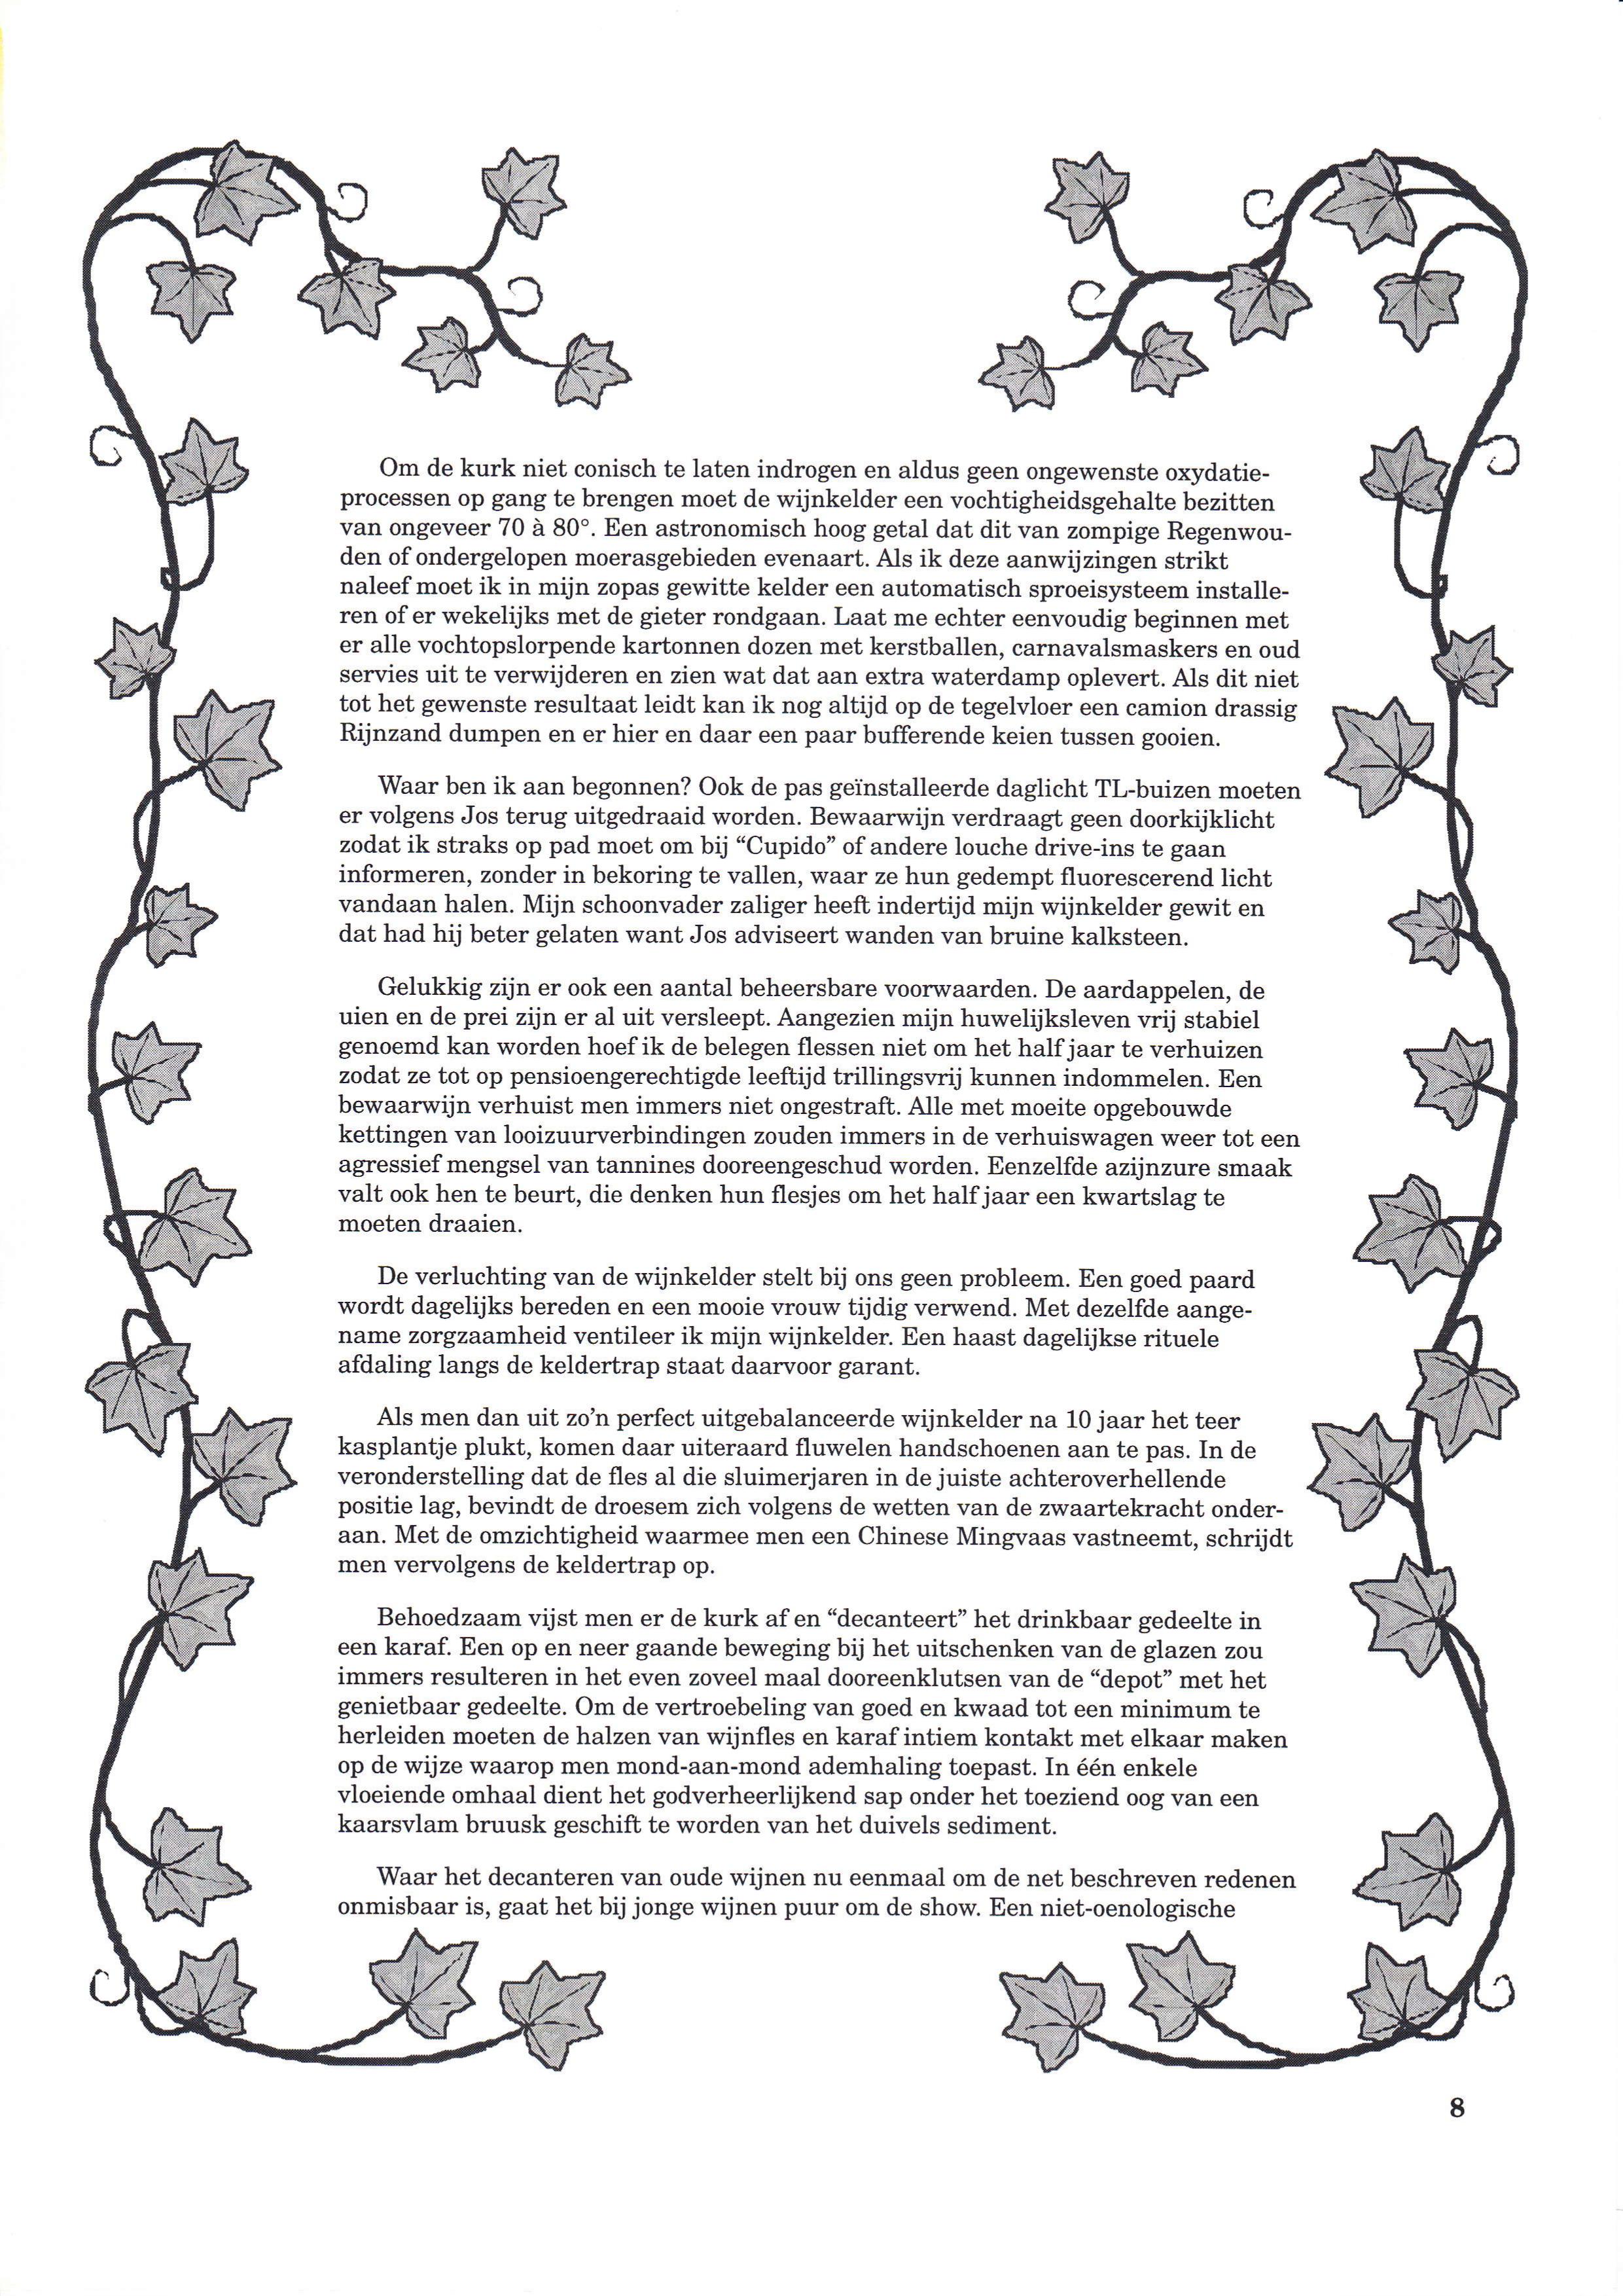 Om de kurk niet conisch te laten indrogen en aldus geen ongewenste oxydatie-
processen op gang te brengen moet de wijnkelder een vochtigheidsgehalte bezitten
van ongeveer 70 à 80°. Een astronomisch hoog getal dat dit van zompige Regenwou-
den of ondergelopen moerasgebieden evenaart. Als ik deze aanwijzingen strikt
naleef moet ik in mijn zopas gewitte kelder een automatisch sproeisysteem installe-
ren of er wekelijks met de gieter rondgaan. Laat me echter eenvoudig beginnen met
er alle vochtopslorpende kartonnen dozen met kerstballen, carnavalsmaskers en oud
servies uit te verwijderen en zien wat dat aan extra waterdamp oplevert. Als dit niet
tot het gewenste resultaat leidt kan ik nog altijd op de tegelvloer een camion drassig
Rijnzand dumpen en er hier en daar een paar bufferende keien tussen gooien.
Waar ben ik aan begonnen? Ook de pas geïnstalleerde daglicht TL-buizen moeten
er volgens Jos terug uitgedraaid worden. Bewaarwijn verdraagt geen doorkijklicht
zodat ik straks op pad moet om bij “Cupido” of andere louche drive-ins te gaan
informeren, zonder in bekoring te vallen, waar ze hun gedempt fluorescerend licht
vandaan halen. Mijn schoonvader zaliger heeft indertijd mijn wijnkelder gewit en
dat had hij beter gelaten want Jos adviseert wanden van bruine kalksteen.
Gelukkig zijn er ook een aantal beheersbare voorwaarden. De aardappelen, de
uien en de prei zijn er al uit versleept. Aangezien mijn huwelijksleven vrij stabiel
genoemd kan worden hoef ik de belegen flessen niet om het half jaar te verhuizen
zodat ze tot op pensioengerechtigde leeftijd trillingsvrij kunnen indommelen. Een
bewaarwijn verhuist men immers niet ongestraft. Alle met moeite opgebouwde
kettingen van looizuurverbindingen zouden immers in de verhuiswagen weer tot een
agressief mengsel van tannines dooreengeschud worden. Eenzelfde azijnzure smaak
valt ook hen te beurt, die denken hun flesjes om het half jaar een kwartslag te
moeten draaien.
De verluchting van de wijnkelder stelt bij ons geen probleem. Een goed paard
wordt dagelijks bereden en een mooie vrouw tijdig verwend. Met dezelfde aange-
name zorgzaamheid ventileer ik mijn wijnkelder. Een haast dagelijkse rituele
afdaling langs de keldertrap staat daarvoor garant.
Als men dan uit zo’n perfect uitgebalanceerde wijnkelder na 10 jaar het teer
kasplantje plukt, komen daar uiteraard fluwelen handschoenen aan te pas. In de
veronderstelling dat de fles al die sluimerjaren in de juiste achteroverhellende
positie lag, bevindt de droesem zich volgens de wetten van de zwaartekracht onder-
aan. Met de omzichtigheid waarmee men een Chinese Mingvaas vastneemt, schrijdt
men vervolgens de keldertrap op.
Behoedzaam vijst men er de kurk af en “decanteert” het drinkbaar gedeelte in
een karaf. Een op en neer gaande beweging bij het uitschenken van de glazen zou
immers resulteren in het even zoveel maal dooreenklutsen van de “depot” met het
genietbaar gedeelte. Om de vertroebeling van goed en kwaad tot een minimum te
herleiden moeten de halzen van wijnfles en karaf intiem kontakt met elkaar maken
op de wijze waarop men mond-aan-mond ademhaling toepast. In één enkele
vloeiende omhaal dient het godverheerlijkend sap onder het toeziend oog van een
kaarsvlam bruusk geschift te worden van het duivels sediment.
Waar het decanteren van oude wijnen nu eenmaal om de net beschreven redenen
onmisbaar is, gaat het bij jonge wijnen puur om de show. Een niet-oenologische
8